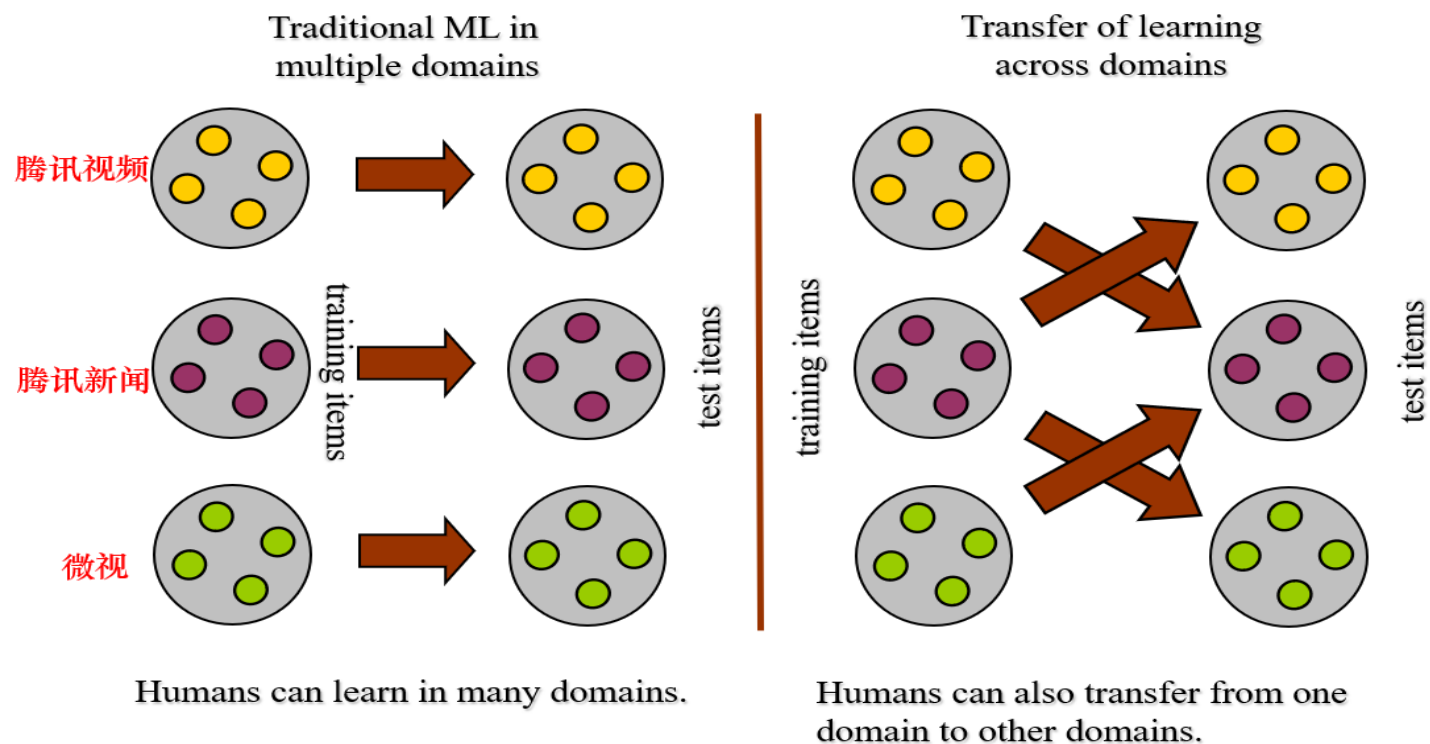 Traditional ML in
multiple domains
腾讯视频
腾讯新闻
微视
training items
test items
Humans can learn in many domains.
Transfer of learning
across domains
training items
test items
Humans can also transfer from one
domain to other domains.